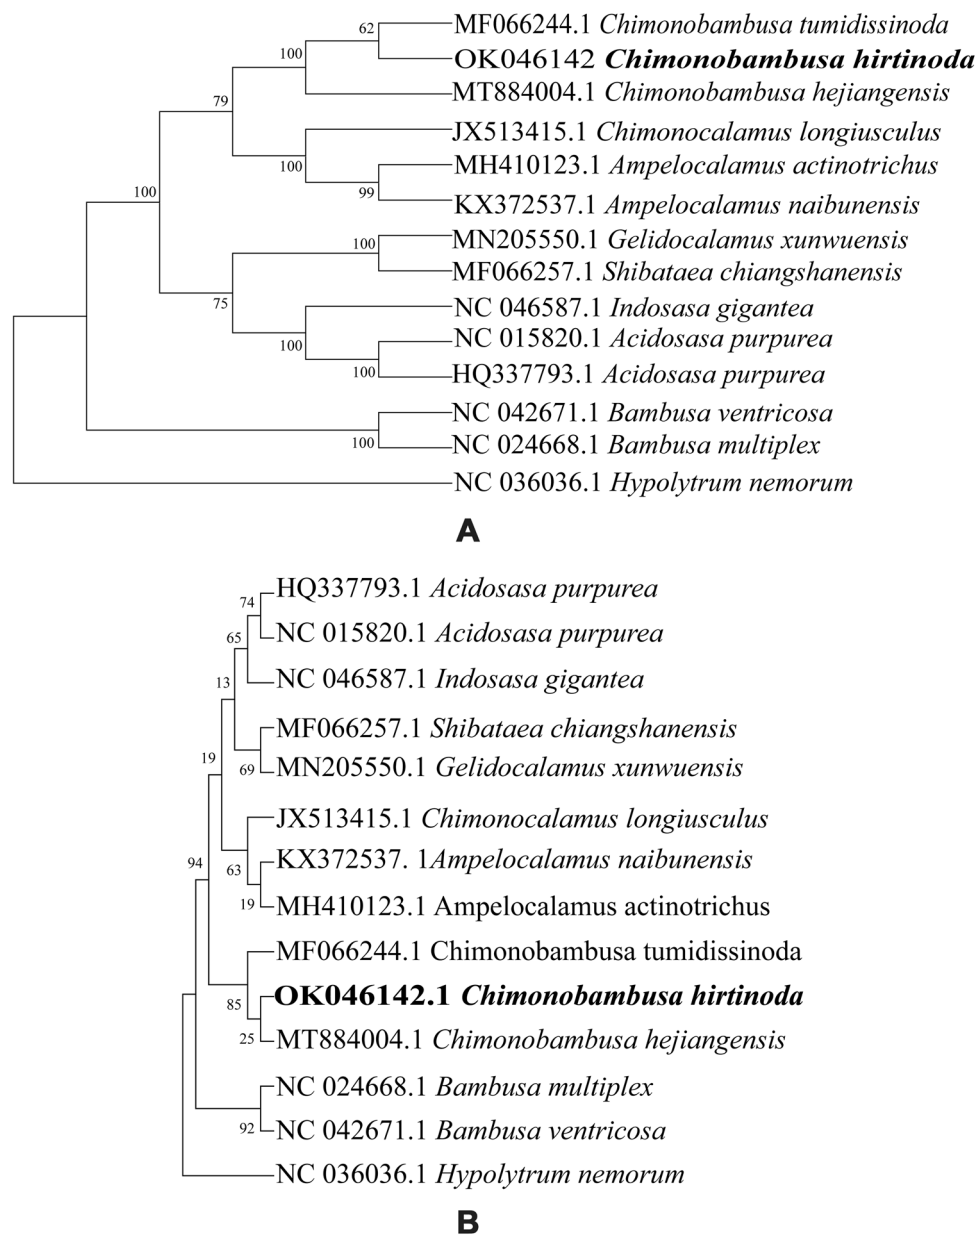 62 MF066244.1 Chimonobambusa tumidissinoda
100 OK046142 Chimonobambusa hirtinoda
MT884004.1 Chimonobambusa hejiangensis
79
JX513415.1 Chimonocalamus longiusculus
100 MH410123.1 Ampelocalamus actinotrichus
100 99 KX372537.1 Ampelocalamus naibunensis
100 MN205550.1 Gelidocalamus xunwuensis
MF066257.1 Shibataea chiangshanensis
75 NC 046587.1 Indosasa gigantea
100 NC 015820.1 Acidosasa purpurea
100 HQ337793.1 Acidosasa purpurea
NC 042671.1 Bambusa ventricosa
100 NC 024668.1 Bambusa multiplex
NC 036036.1 Hypolytrum nemorum
A
74 HQ337793.1 Acidosasa purpurea
65 NC 015820.1 Acidosasa purpurea
13 NC 046587.1 Indosasa gigantea
MF066257.1 Shibataea chiangshanensis
19 69 MN205550.1 Gelidocalamus xunwuensis
JX513415.1 Chimonocalamus longiusculus
94 63 KX372537. 1Ampelocalamus naibunensis
19 MH410123.1 Ampelocalamus actinotrichus
MF066244.1 Chimonobambusa tumidissinoda
85 OK046142.1 Chimonobambusa hirtinoda
25 MT884004.1 Chimonobambusa hejiangensis
NC 024668.1 Bambusa multiplex
92 NC 042671.1 Bambusa ventricosa
NC 036036.1 Hypolytrum nemorum
B